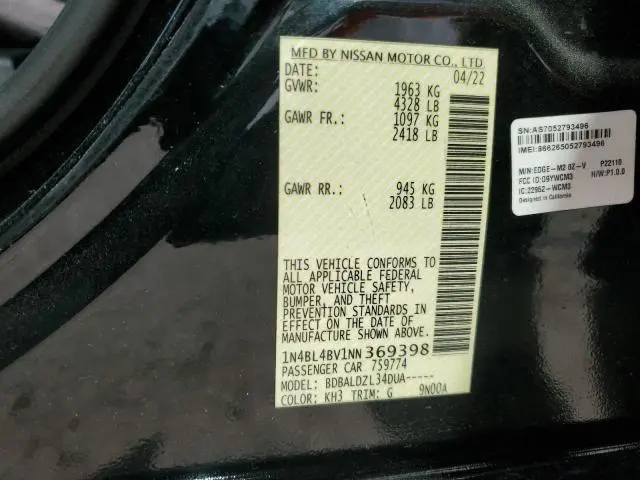 MFD BY NISSAN MOTOR CO., LTD.
DATE: 04/22
GVWR: 1963 KG
4328 LB
GAWR FR.: 1097 KG
2418 LB
GAWR RR.: 945 KG
2083 LB
THIS VEHICLE CONFORMS TO
ALL APPLICABLE FEDERAL
MOTOR VEHICLE SAFETY,
BUMPER, AND THEFT
PREVENTION STANDARDS IN
EFFECT ON THE DATE OF
MANUFACTURE SHOWN ABOVE.
1N4BL4BV1NN369398
PASSENGER CAR 759774
MODEL: BDBALDZL34DUA-----
COLOR: KH3 TRIM: G 9N00A
SN:AS7052793496
IMEI:866265052793496
M/N:EDGE-M2 0Z-V P22110
FCC ID:O9YWCM3 H/W:P1.0.0
IC:22952-WCM3
Designed in California